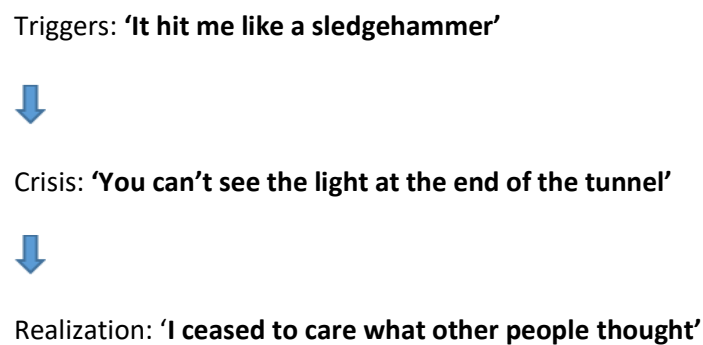 Triggers: ‘It hit me like a sledgehammer’
Crisis: ‘You can’t see the light at the end of the tunnel’
Realization: ‘I ceased to care what other people thought’